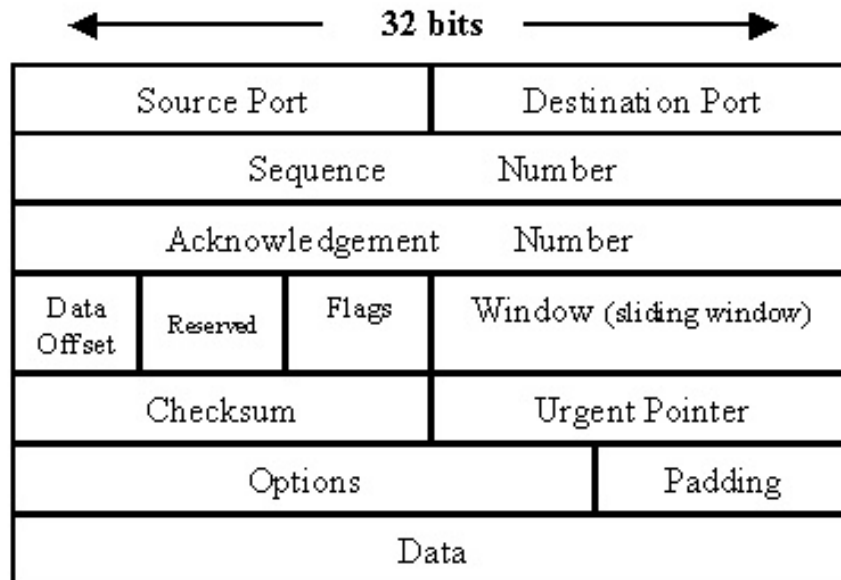 32 bits
Source Port
Destination Port
Sequence Number
Acknowledgement Number
Data
Offset
Reserved
Flags
Window (sliding window)
Checksum
Urgent Pointer
Options
Padding
Data